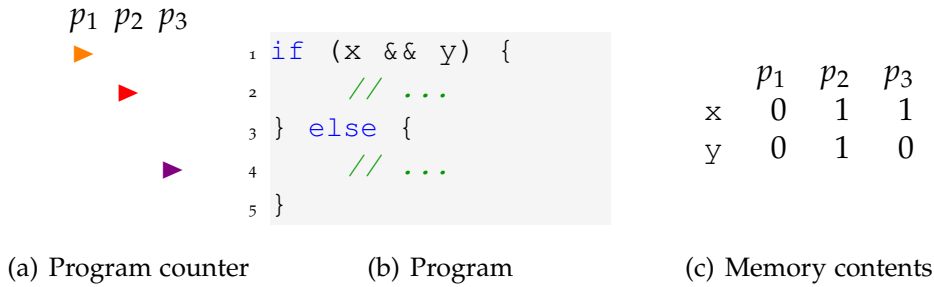 p1 p2 p3
1 if (x && y) {
2 // ...
3 } else {
4 // ...
5 }
p1 p2 p3
x 0 1 1
y 0 1 0
(a) Program counter
(b) Program
(c) Memory contents